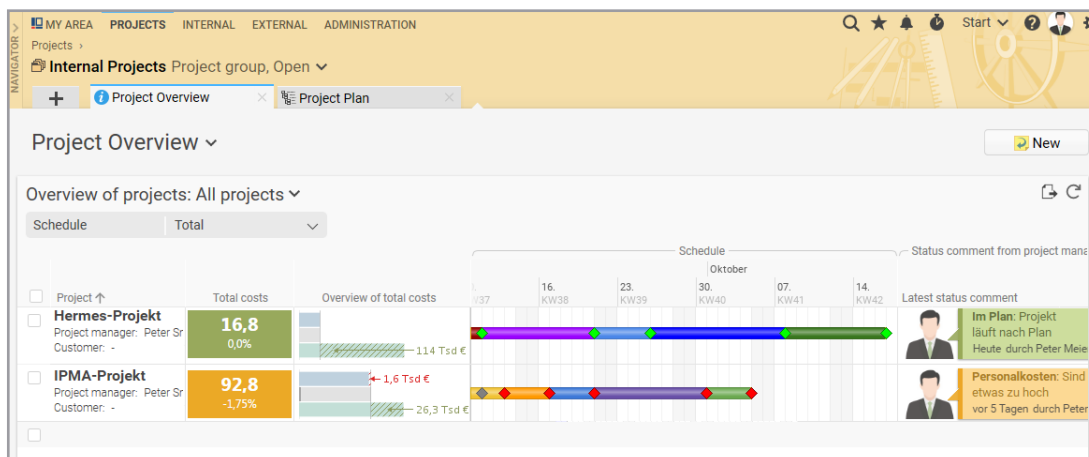 MY AREA PROJECTS INTERNAL EXTERNAL ADMINISTRATION Start
NAVIGATOR
Projects ›
Internal Projects Project group, Open
Project Overview Project Plan
Project Overview
New
Overview of projects: All projects
Schedule Total
Schedule Status comment from project mana
Oktober
16. 23. 30. 07. 14.
KW38 KW39 KW40 KW41 KW42
Project Total costs Overview of total costs Latest status comment
Hermes-Projekt
Project manager: Peter Sr
Customer: -
16,8
0,0%
114 Tsd €
Im Plan: Projekt
läuft nach Plan
Heute durch Peter Meie
IPMA-Projekt
Project manager: Peter Sr
Customer: -
92,8
-1,75%
1,6 Tsd €
26,3 Tsd €
Personalkosten: Sind
etwas zu hoch
vor 5 Tagen durch Peter